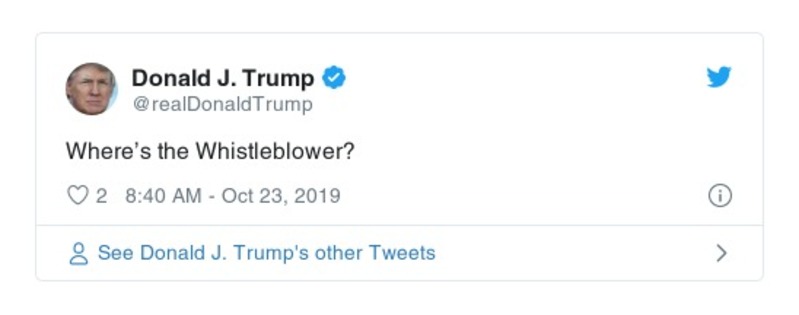 Donald J. Trump
@realDonaldTrump
Where’s the Whistleblower?
2 8:40 AM - Oct 23, 2019
See Donald J. Trump's other Tweets